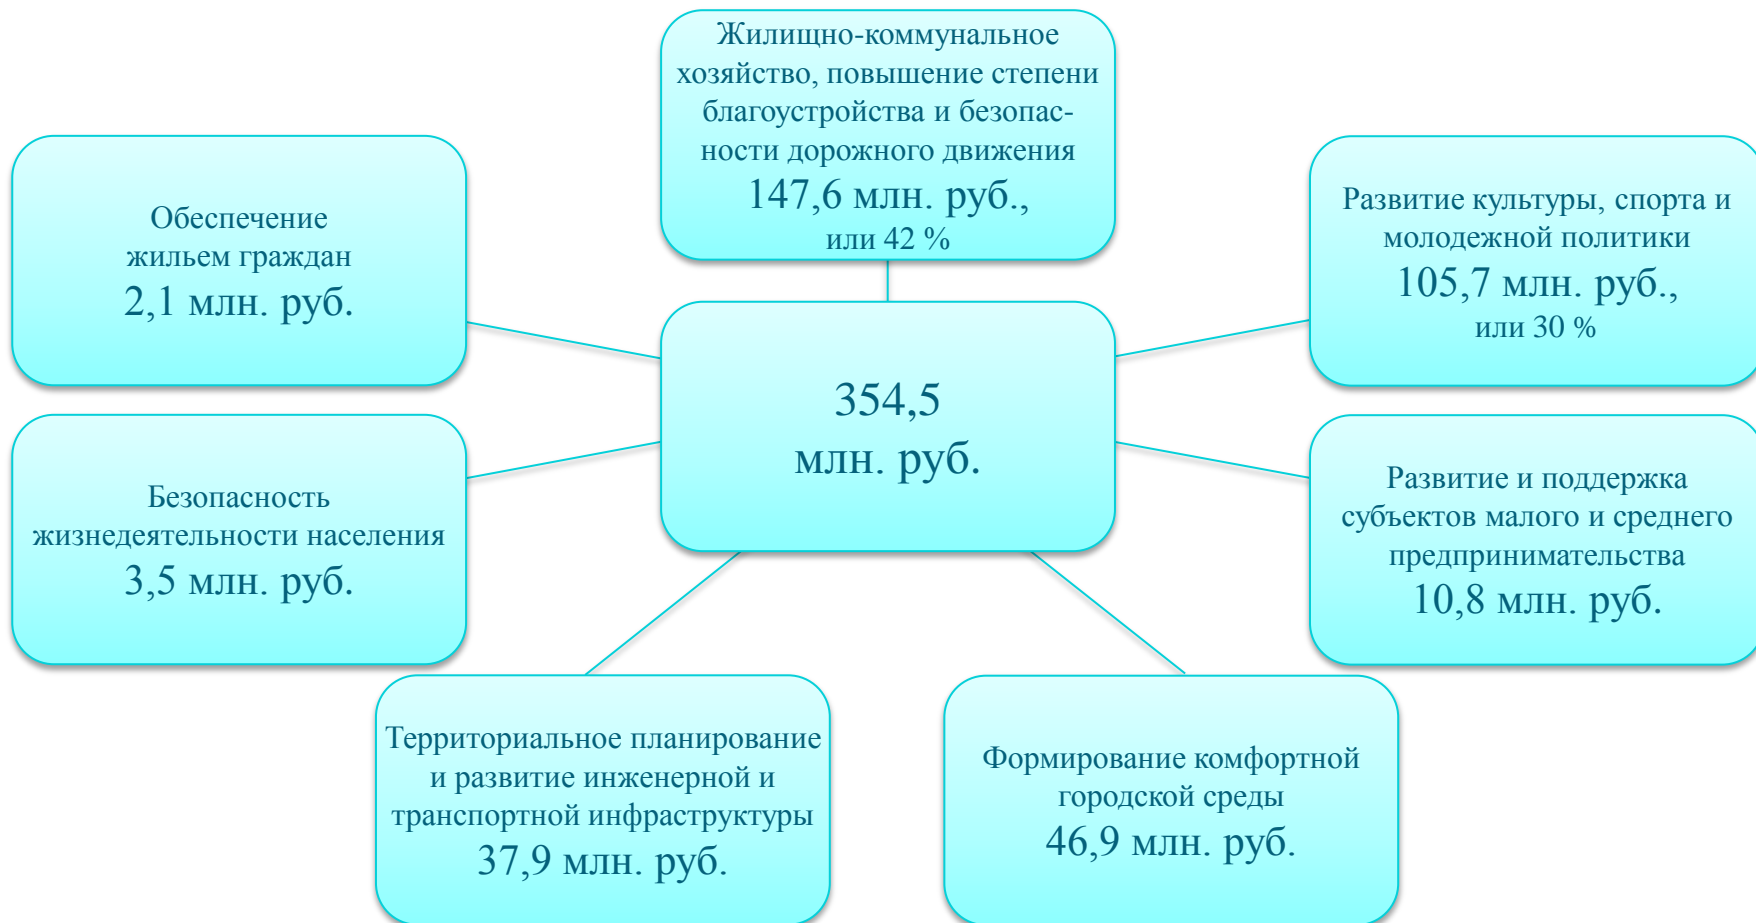 Жилищно-коммунальное
хозяйство, повышение степени
благоустройства и безопас-
ности дорожного движения
147,6 млн. руб.,
или 42 %
Обеспечение
жильем граждан
2,1 млн. руб.
Развитие культуры, спорта и
молодежной политики
105,7 млн. руб.,
или 30 %
354,5
млн. руб.
Безопасность
жизнедеятельности населения
3,5 млн. руб.
Развитие и поддержка
субъектов малого и среднего
предпринимательства
10,8 млн. руб.
Территориальное планирование
и развитие инженерной и
транспортной инфраструктуры
37,9 млн. руб.
Формирование комфортной
городской среды
46,9 млн. руб.